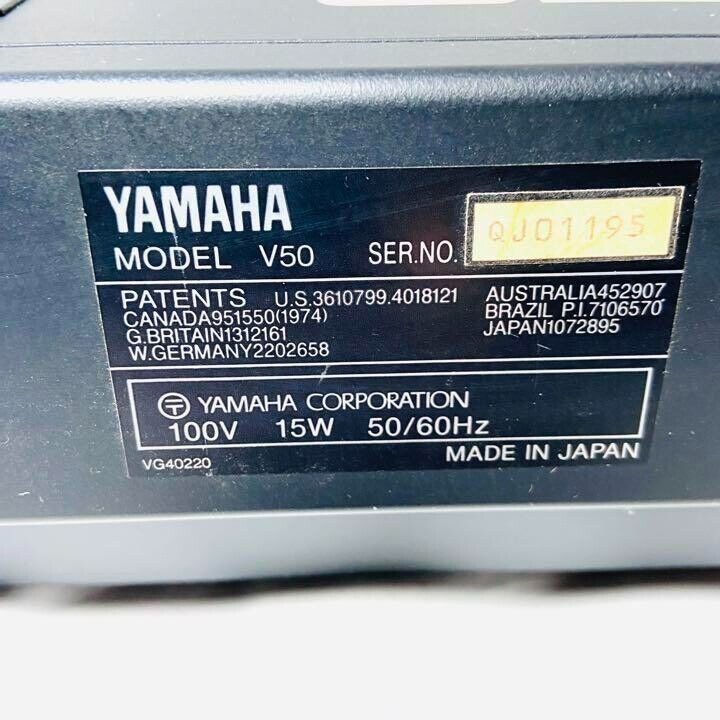 YAMAHA
MODEL V50 SER.NO. QJ01195
PATENTS U.S.3610799.4018121 AUSTRALIA452907
CANADA951550(1974) BRAZIL P.I.7106570
G.BRITAIN1312161 JAPAN1072895
W.GERMANY2202658
〒 YAMAHA CORPORATION
100V 15W 50/60Hz
VG40220 MADE IN JAPAN